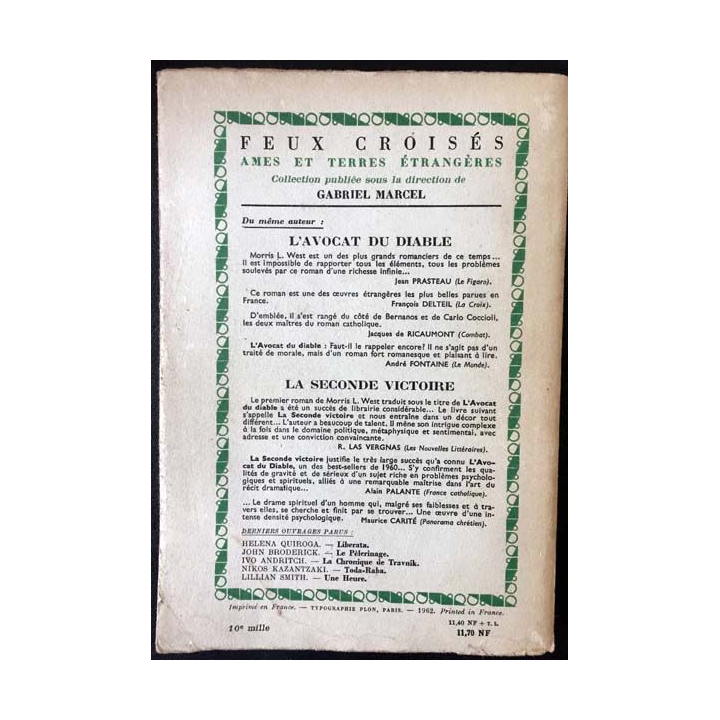 FEUX CROISÉS
AMES ET TERRES ÉTRANGÈRES
Collection publiée sous la direction de
GABRIEL MARCEL
Du même auteur :
L'AVOCAT DU DIABLE
Morris L. West est un des plus grands romanciers de ce temps...
Il est impossible de rapporter tous les éléments, tous les problèmes
soulevés par ce roman d'une richesse infinie...
Jean PRASTEAU (Le Figaro).
Ce roman est une des œuvres étrangères les plus belles parues en
France.
François DELTEIL (La Croix).
D'emblée, il s'est rangé du côté de Bernanos et de Carlo Coccioli,
les deux maîtres du roman catholique.
Jacques de RICAUMONT (Combat).
L'Avocat du diable : Faut-il le rappeler encore? Il ne s'agit pas d'un
traité de morale, mais d'un roman fort romanesque et plaisant à lire.
André FONTAINE (Le Monde).
LA SECONDE VICTOIRE
Le premier roman de Morris L. West traduit sous le titre de L'Avocat
du diable a été un succès de librairie considérable... Le livre suivant
s'appelle La Seconde victoire et nous entraîne dans un décor tout
différent... L'auteur a beaucoup de talent. Il mène son intrigue complexe
à la fois dans le domaine politique, métaphysique et sentimental, avec
adresse et une conviction convaincante.
R. LAS VERGNAS (Les Nouvelles Littéraires).
La Seconde victoire justifie le très large succès qu'a connu L'Avo-
cat du Diable, un des best-sellers de 1960... S'y confirment les qua-
lités de gravité et de sérieux d'un sujet riche en problèmes psycholo-
giques et spirituels, alliés à une remarquable maîtrise dans l'art du
récit dramatique...
Alain PALANTE (France catholique).
... Le drame spirituel d'un homme qui, malgré ses faiblesses et à tra-
vers elles, se cherche et finit par se trouver... Une œuvre d'une in-
tense densité psychologique.
Maurice CARITÉ (Panorama chrétien).
DERNIERS OUVRAGES PARUS :
HELENA QUIROGA. — Liberata.
JOHN BRODERICK. — Le Pèlerinage.
IVO ANDRITCH. — La Chronique de Travnik.
NIKOS KAZANTZAKI. — Toda-Raba.
LILLIAN SMITH. — Une Heure.
Imprimé en France. — TYPOGRAPHIE PLON, PARIS. — 1962. Printed in France.
11,40 NF + T. L.
10e mille
11,70 NF